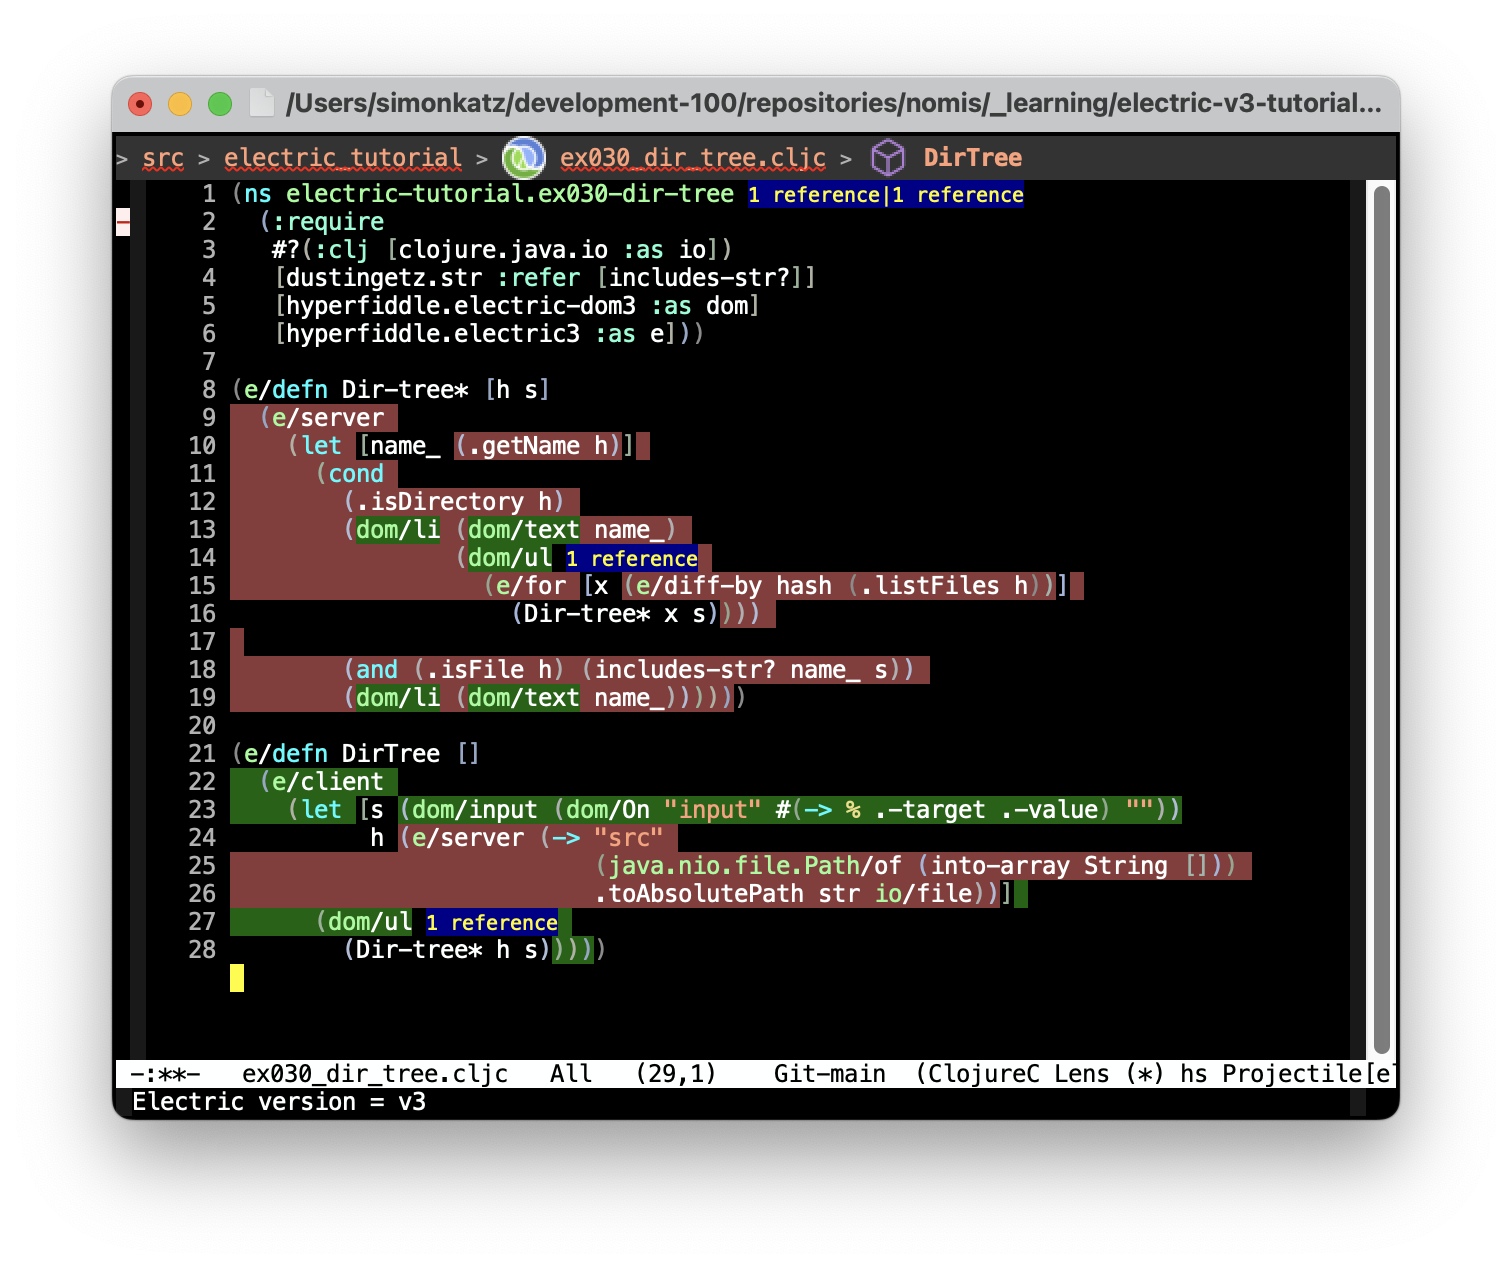 /Users/simonkatz/development-100/repositories/nomis/_learning/electric-v3-tutorial...
> src > electric_tutorial > ex030_dir_tree.cljc > DirTree
1 (ns electric-tutorial.ex030-dir-tree 1 reference|1 reference
2   (:require
3    #?(:clj [clojure.java.io :as io])
4    [dustingetz.str :refer [includes-str?]]
5    [hyperfiddle.electric-dom3 :as dom]
6    [hyperfiddle.electric3 :as e]))
7
8 (e/defn Dir-tree* [h s]
9   (e/server
10     (let [name_ (.getName h)]
11       (cond
12         (.isDirectory h)
13         (dom/li (dom/text name_)
14                 (dom/ul 1 reference
15                   (e/for [x (e/diff-by hash (.listFiles h))]
16                     (Dir-tree* x s))))
17
18         (and (.isFile h) (includes-str? name_ s))
19         (dom/li (dom/text name_))))))
20
21 (e/defn DirTree []
22   (e/client
23     (let [s (dom/input (dom/On "input" #(-> % .-target .-value) ""))
24           h (e/server (-> "src"
25                           (java.nio.file.Path/of (into-array String []))
26                           .toAbsolutePath str io/file))]
27       (dom/ul 1 reference
28         (Dir-tree* h s)))))
-:**-   ex030_dir_tree.cljc   All   (29,1)    Git-main  (ClojureC Lens (*) hs Projectile[e
Electric version = v3